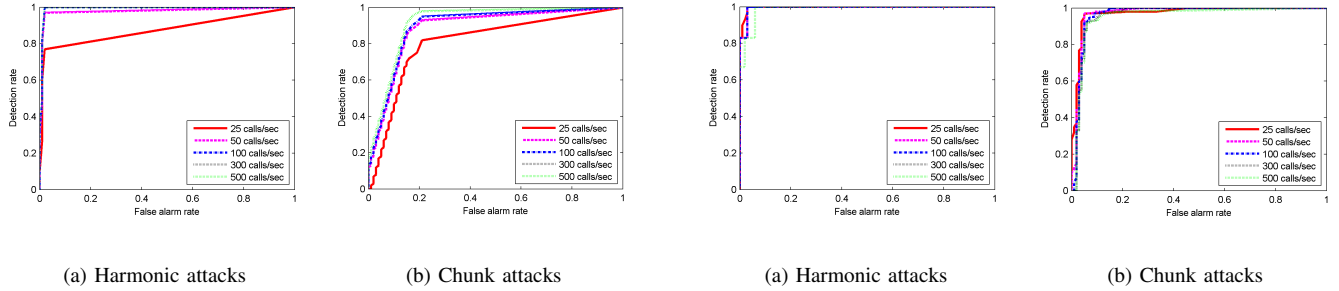 1
0.8
0.6
0.4
0.2
0
Detection rate
25 calls/sec
50 calls/sec
100 calls/sec
300 calls/sec
500 calls/sec
0 0.2 0.4 0.6 0.8 1
False alarm rate
(a) Harmonic attacks
1
0.8
0.6
0.4
0.2
0
Detection rate
25 calls/sec
50 calls/sec
100 calls/sec
300 calls/sec
500 calls/sec
0 0.2 0.4 0.6 0.8 1
False alarm rate
(b) Chunk attacks
1
0.8
0.6
0.4
0.2
0
Detection rate
25 calls/sec
50 calls/sec
100 calls/sec
300 calls/sec
500 calls/sec
0 0.2 0.4 0.6 0.8 1
False alarm rate
(a) Harmonic attacks
1
0.8
0.6
0.4
0.2
0
Detection rate
25 calls/sec
50 calls/sec
100 calls/sec
300 calls/sec
500 calls/sec
0 0.2 0.4 0.6 0.8 1
False alarm rate
(b) Chunk attacks